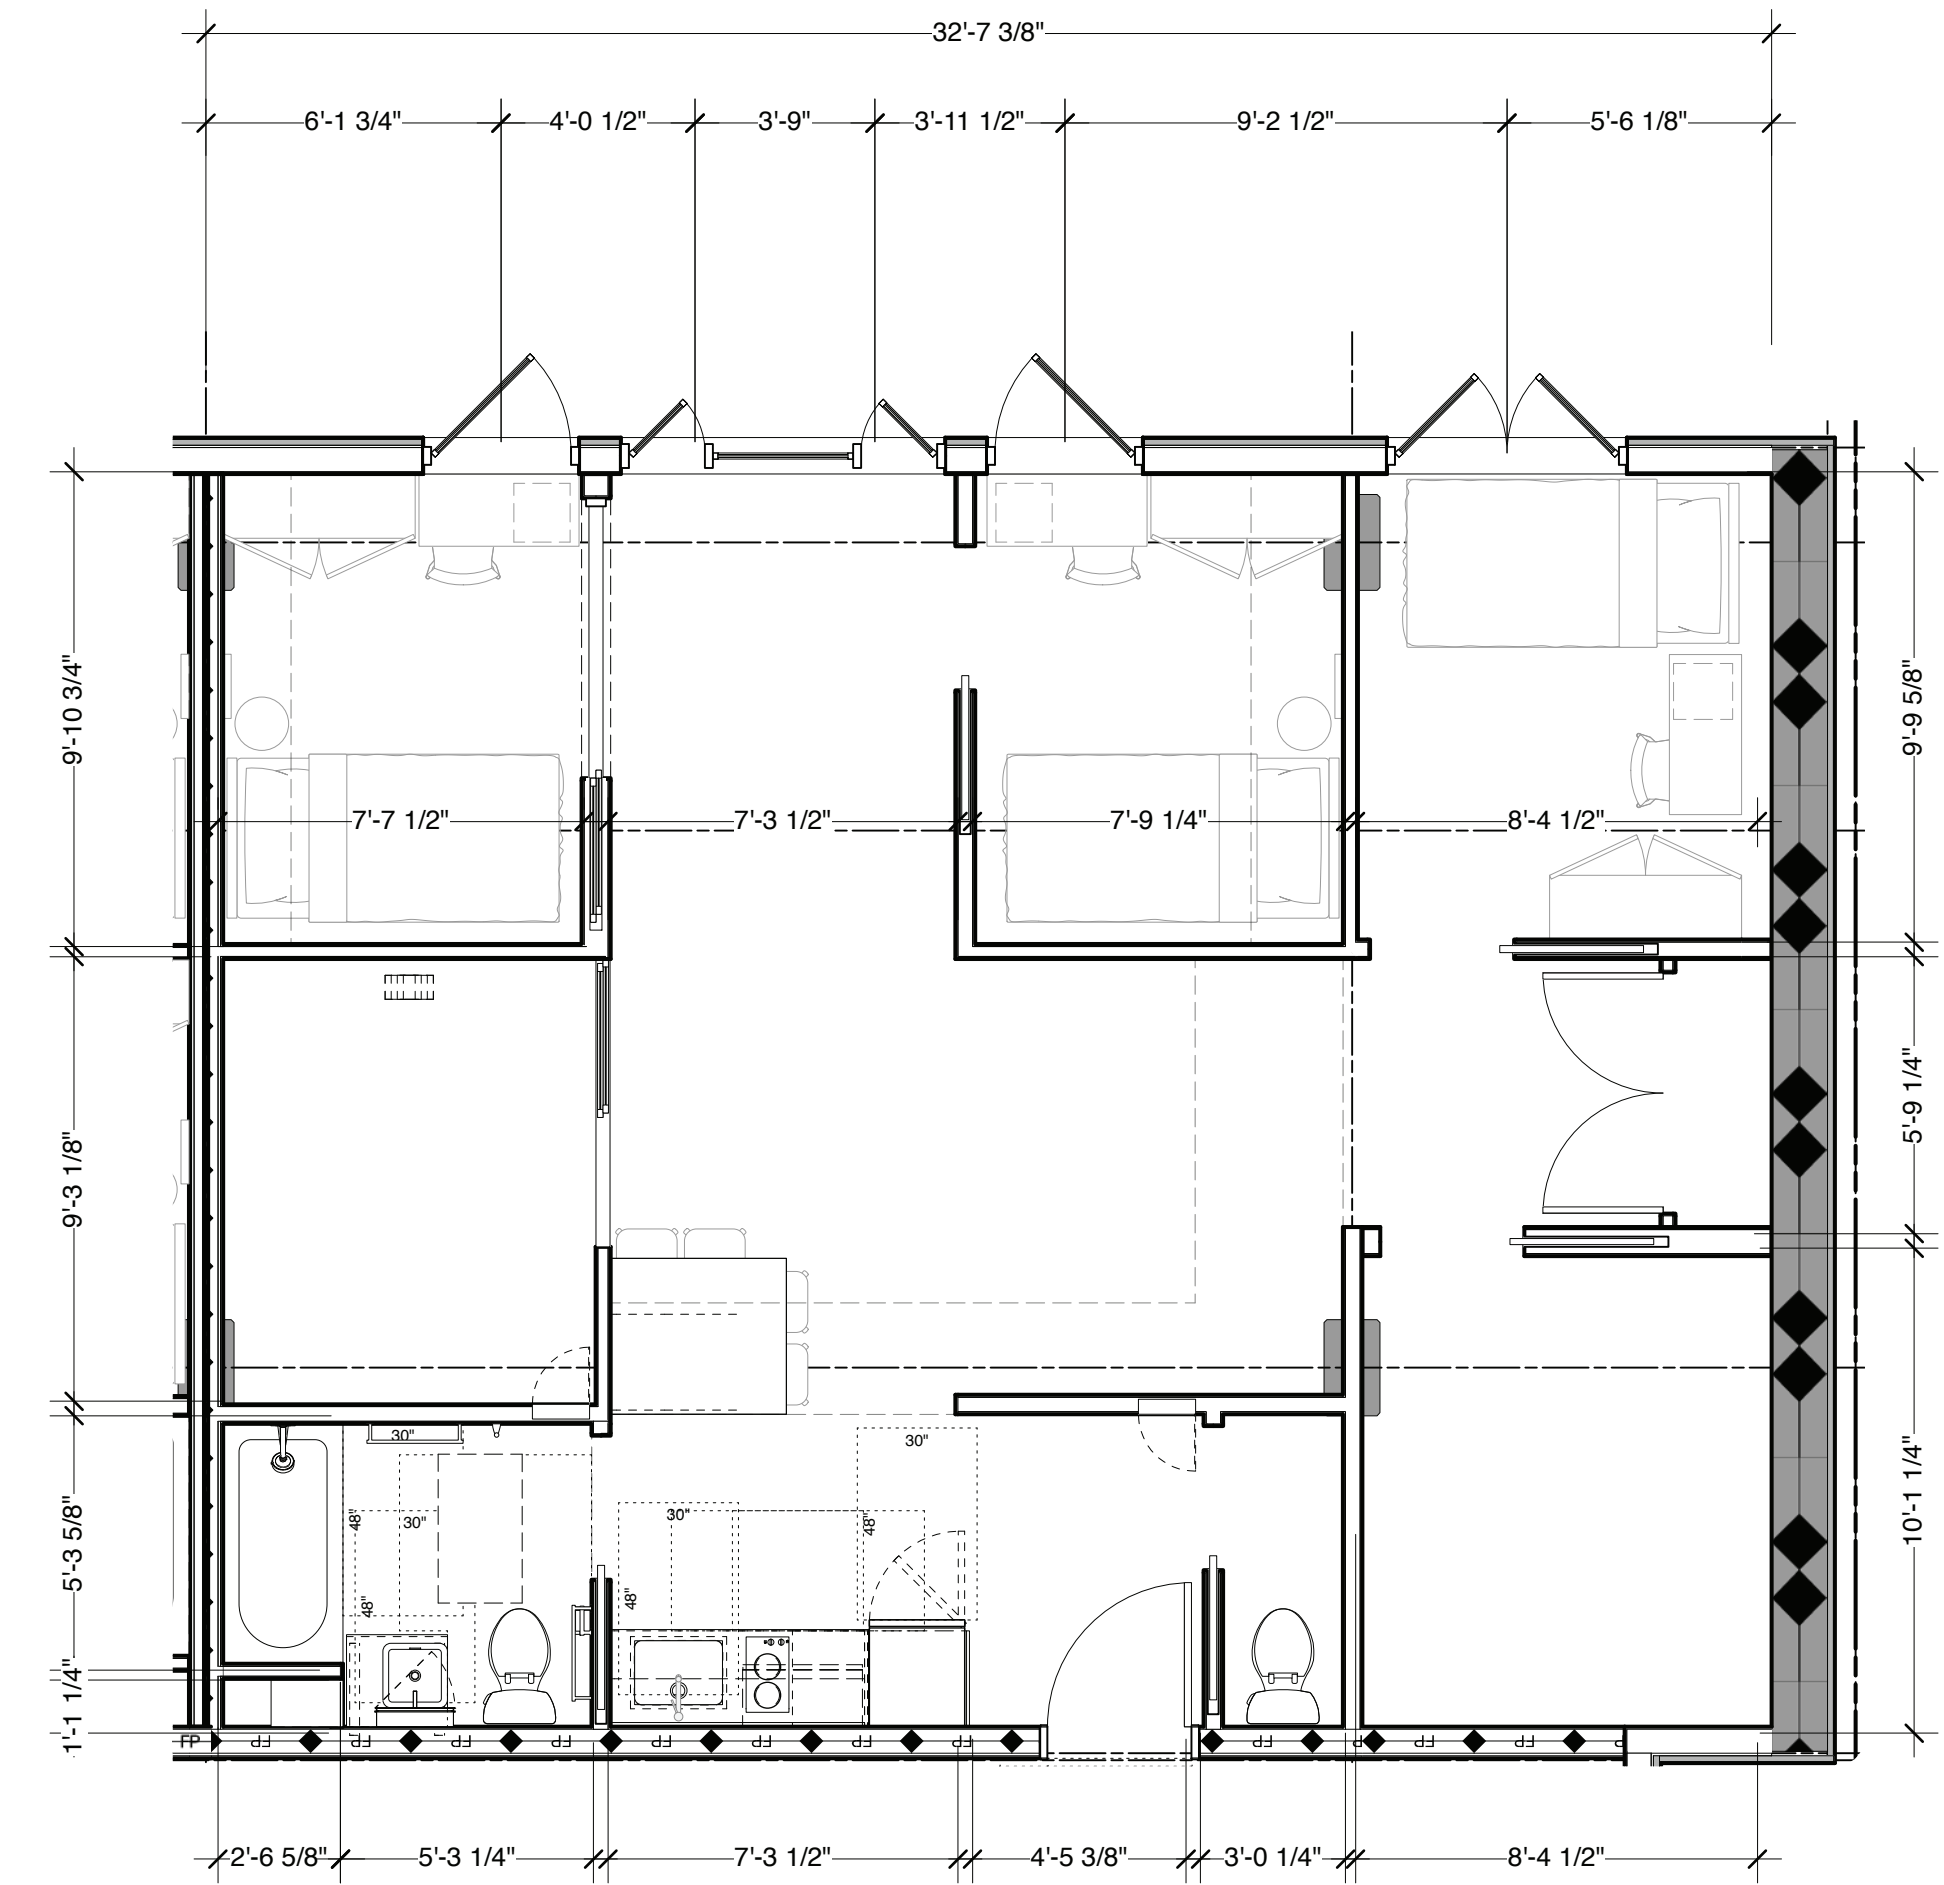 32'-7 3/8"
6'-1 3/4"
4'-0 1/2"
3'-9"
3'-11 1/2"
9'-2 1/2"
5'-6 1/8"
9'-10 3/4"
9'-9 5/8"
7'-7 1/2"
7'-3 1/2"
7'-9 1/4"
8'-4 1/2"
5'-9 1/4"
9'-3 1/8"
30"
30"
10'-1 1/4"
5'-3 5/8"
48"
30"
30"
48"
48"
48"
1'-1 1/4"
FP
FP
FP
FP
FP
FP
FP
FP
FP
FP
FP
FP
FP
2'-6 5/8"
5'-3 1/4"
7'-3 1/2"
4'-5 3/8"
3'-0 1/4"
8'-4 1/2"